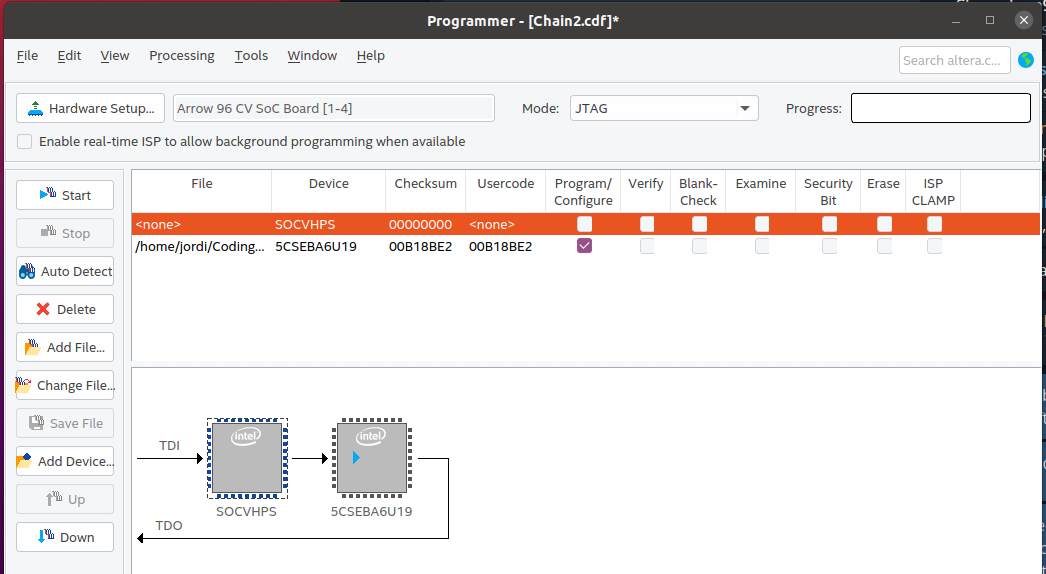 Programmer - [Chain2.cdf]*
File Edit View Processing Tools Window Help
Search altera.c...
Hardware Setup... Arrow 96 CV SoC Board [1-4] Mode: JTAG Progress:
Enable real-time ISP to allow background programming when available
Start
Stop
Auto Detect
Delete
Add File...
Change File...
Save File
Add Device...
Up
Down
File Device Checksum Usercode Program/ Verify Blank- Examine Security Erase ISP
Configure Check Bit CLAMP
<none> SOCVHPS 00000000 <none>
/home/jordi/Coding... 5CSEBA6U19 00B18BE2 00B18BE2
intel intel
TDI
SOCVHPS 5CSEBA6U19
TDO